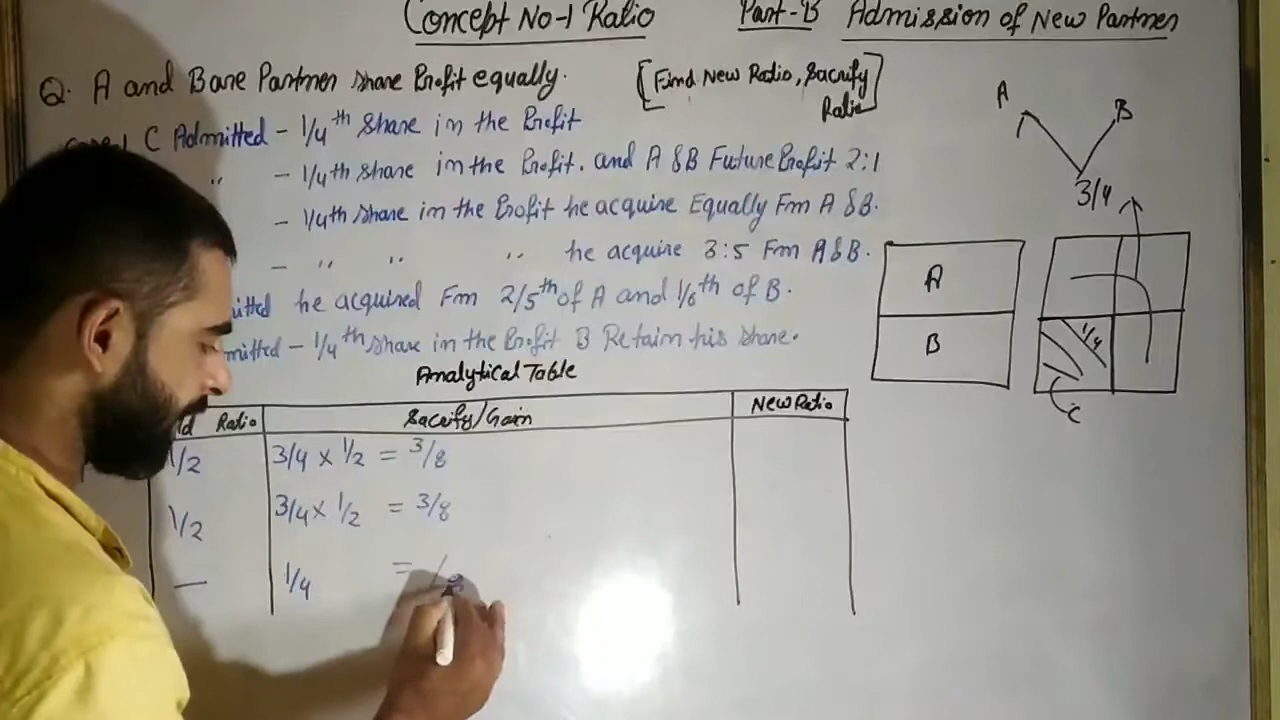 Concept No-1 Ratio Part-B Admission of New Partner
Q. A and B are Partner share Profit equally. [Find New Ratio, Sacrify
Ratio]
C Admitted - 1/4th Share in the Profit
" - 1/4th share in the Profit. and A & B Future Profit 2:1
- 1/4th share in the Profit he acquire Equally Fm A & B.
- " " " he acquire 3:5 Fm A & B.
itted he acquired Fm 2/5th of A and 1/6th of B.
mitted - 1/4th share in the Profit B Retain his share.
Analytical Table
ld Ratio Sacrify/Gain New Ratio
1/2 3/4 x 1/2 = 3/8
1/2 3/4 x 1/2 = 3/8
— 1/4 = / 8
A B
3/4
A
B
1/4
C